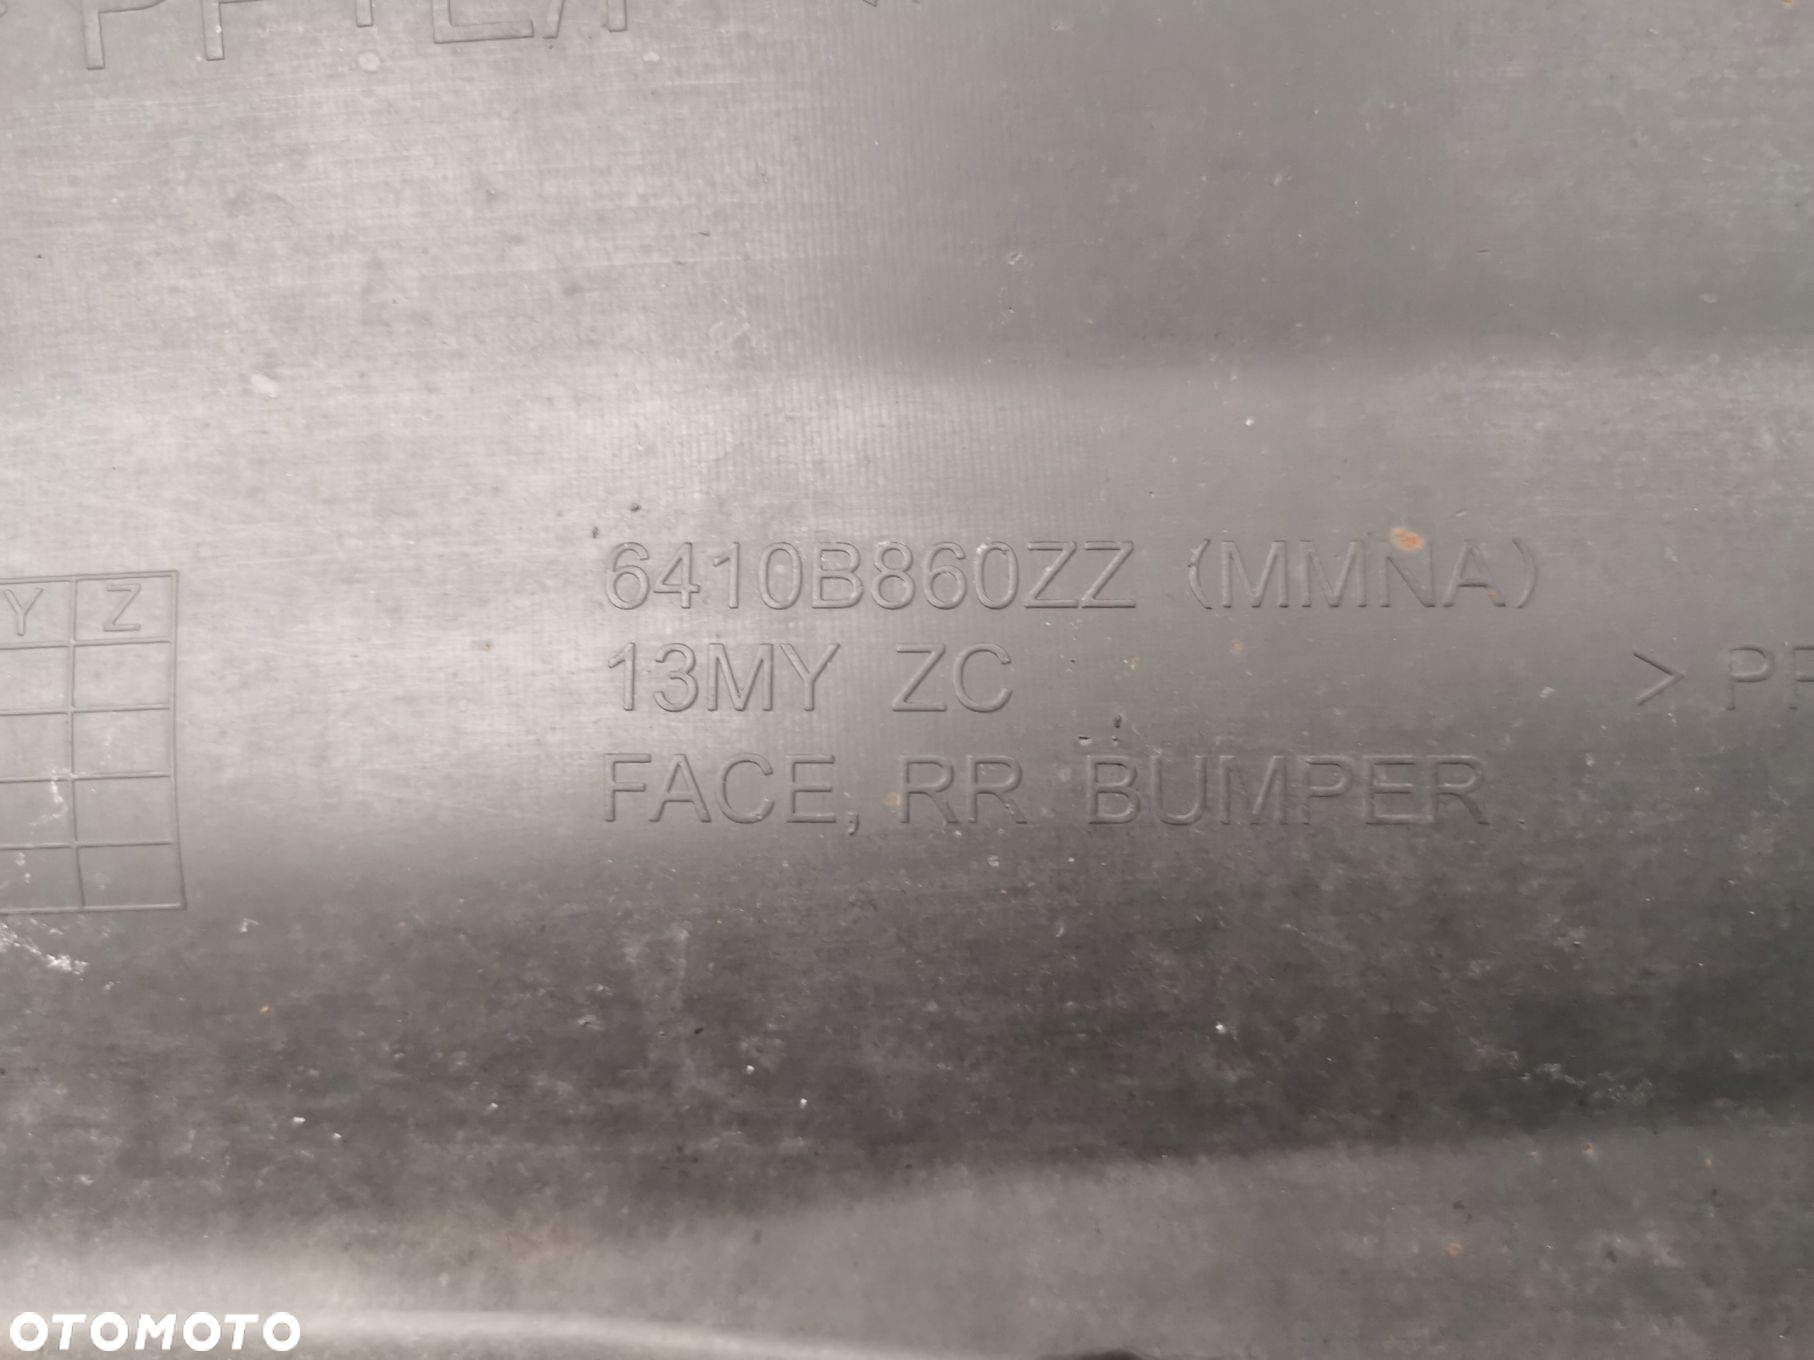 6410B860ZZ (MMNA)
Y Z
13MY ZC
FACE, RR BUMPER
OTOMOTO